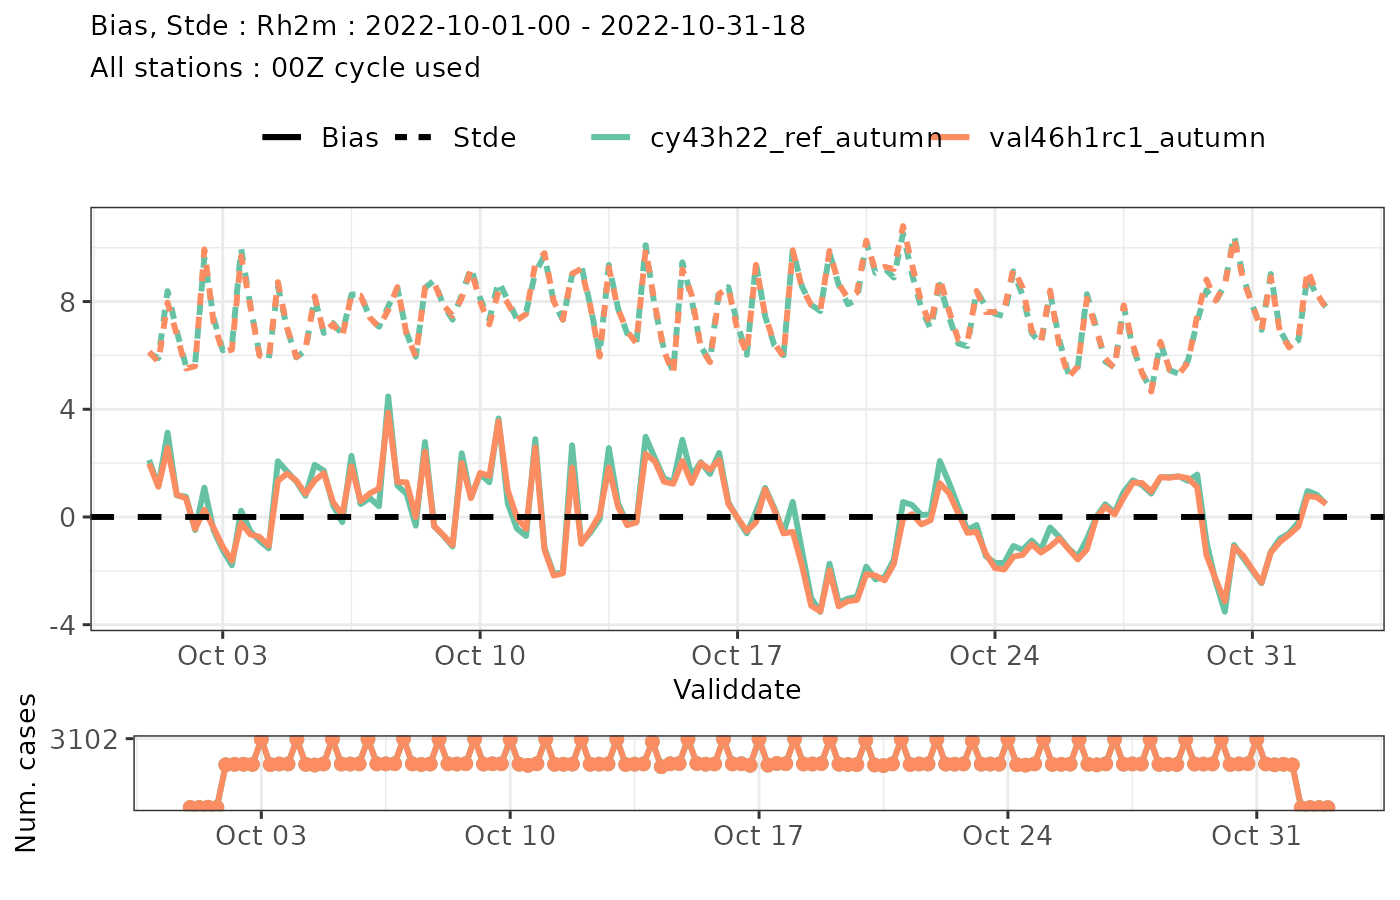 Bias, Stde : Rh2m : 2022-10-01-00 - 2022-10-31-18
All stations : 00Z cycle used
Bias Stde cy43h22_ref_autumn val46h1rc1_autumn
8
4
0
-4
Oct 03 Oct 10 Oct 17 Oct 24 Oct 31
Validdate
Num. cases
3102
Oct 03 Oct 10 Oct 17 Oct 24 Oct 31